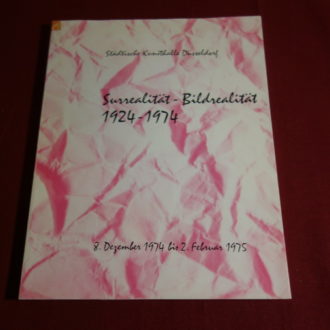 Städtische Kunsthalle Düsseldorf
Surrealität - Bildrealität
1924 - 1974
8. Dezember 1974 bis 2. Februar 1975